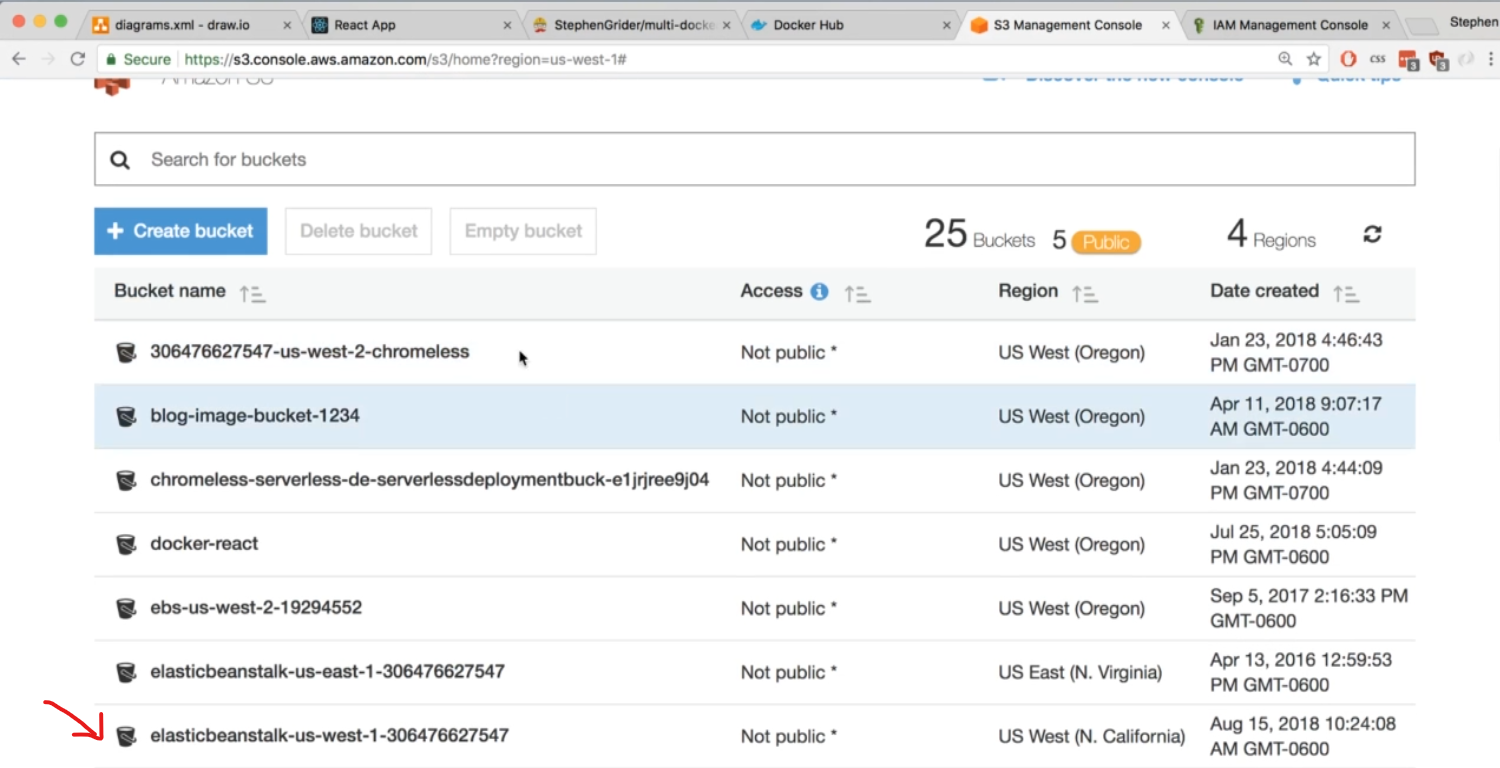 diagrams.xml - draw.io
React App
StephenGrider/multi-docke
Docker Hub
S3 Management Console
IAM Management Console
Stephen
Secure
https://s3.console.aws.amazon.com/s3/home?region=us-west-1#
css
3
3
Amazon S3
Discover the new console
Quick tips
Search for buckets
+ Create bucket
Delete bucket
Empty bucket
25 Buckets
5 Public
4 Regions
Bucket name
Access
Region
Date created
306476627547-us-west-2-chromeless
Not public *
US West (Oregon)
Jan 23, 2018 4:46:43
PM GMT-0700
blog-image-bucket-1234
Not public *
US West (Oregon)
Apr 11, 2018 9:07:17
AM GMT-0600
chromeless-serverless-de-serverlessdeploymentbuck-e1jrjree9j04
Not public *
US West (Oregon)
Jan 23, 2018 4:44:09
PM GMT-0700
docker-react
Not public *
US West (Oregon)
Jul 25, 2018 5:05:09
PM GMT-0600
ebs-us-west-2-19294552
Not public *
US West (Oregon)
Sep 5, 2017 2:16:33 PM
GMT-0600
elasticbeanstalk-us-east-1-306476627547
Not public *
US East (N. Virginia)
Apr 13, 2016 12:59:53
PM GMT-0600
elasticbeanstalk-us-west-1-306476627547
Not public *
US West (N. California)
Aug 15, 2018 10:24:08
AM GMT-0600